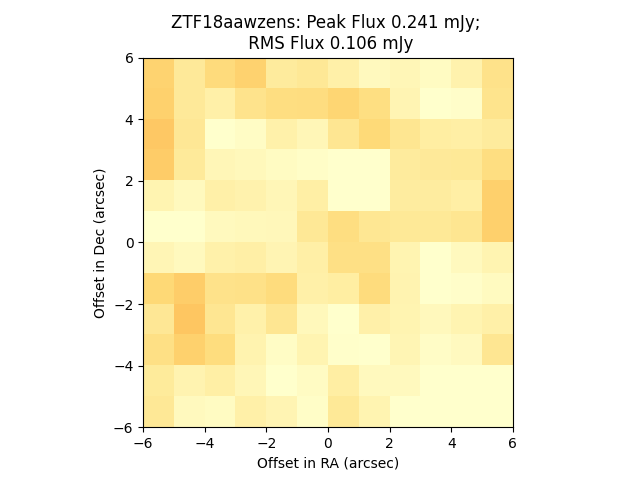 ZTF18aawzens: Peak Flux 0.241 mJy;
RMS Flux 0.106 mJy
6
4
2
0
−2
−4
−6
Offset in Dec (arcsec)
−6 −4 −2 0 2 4 6
Offset in RA (arcsec)